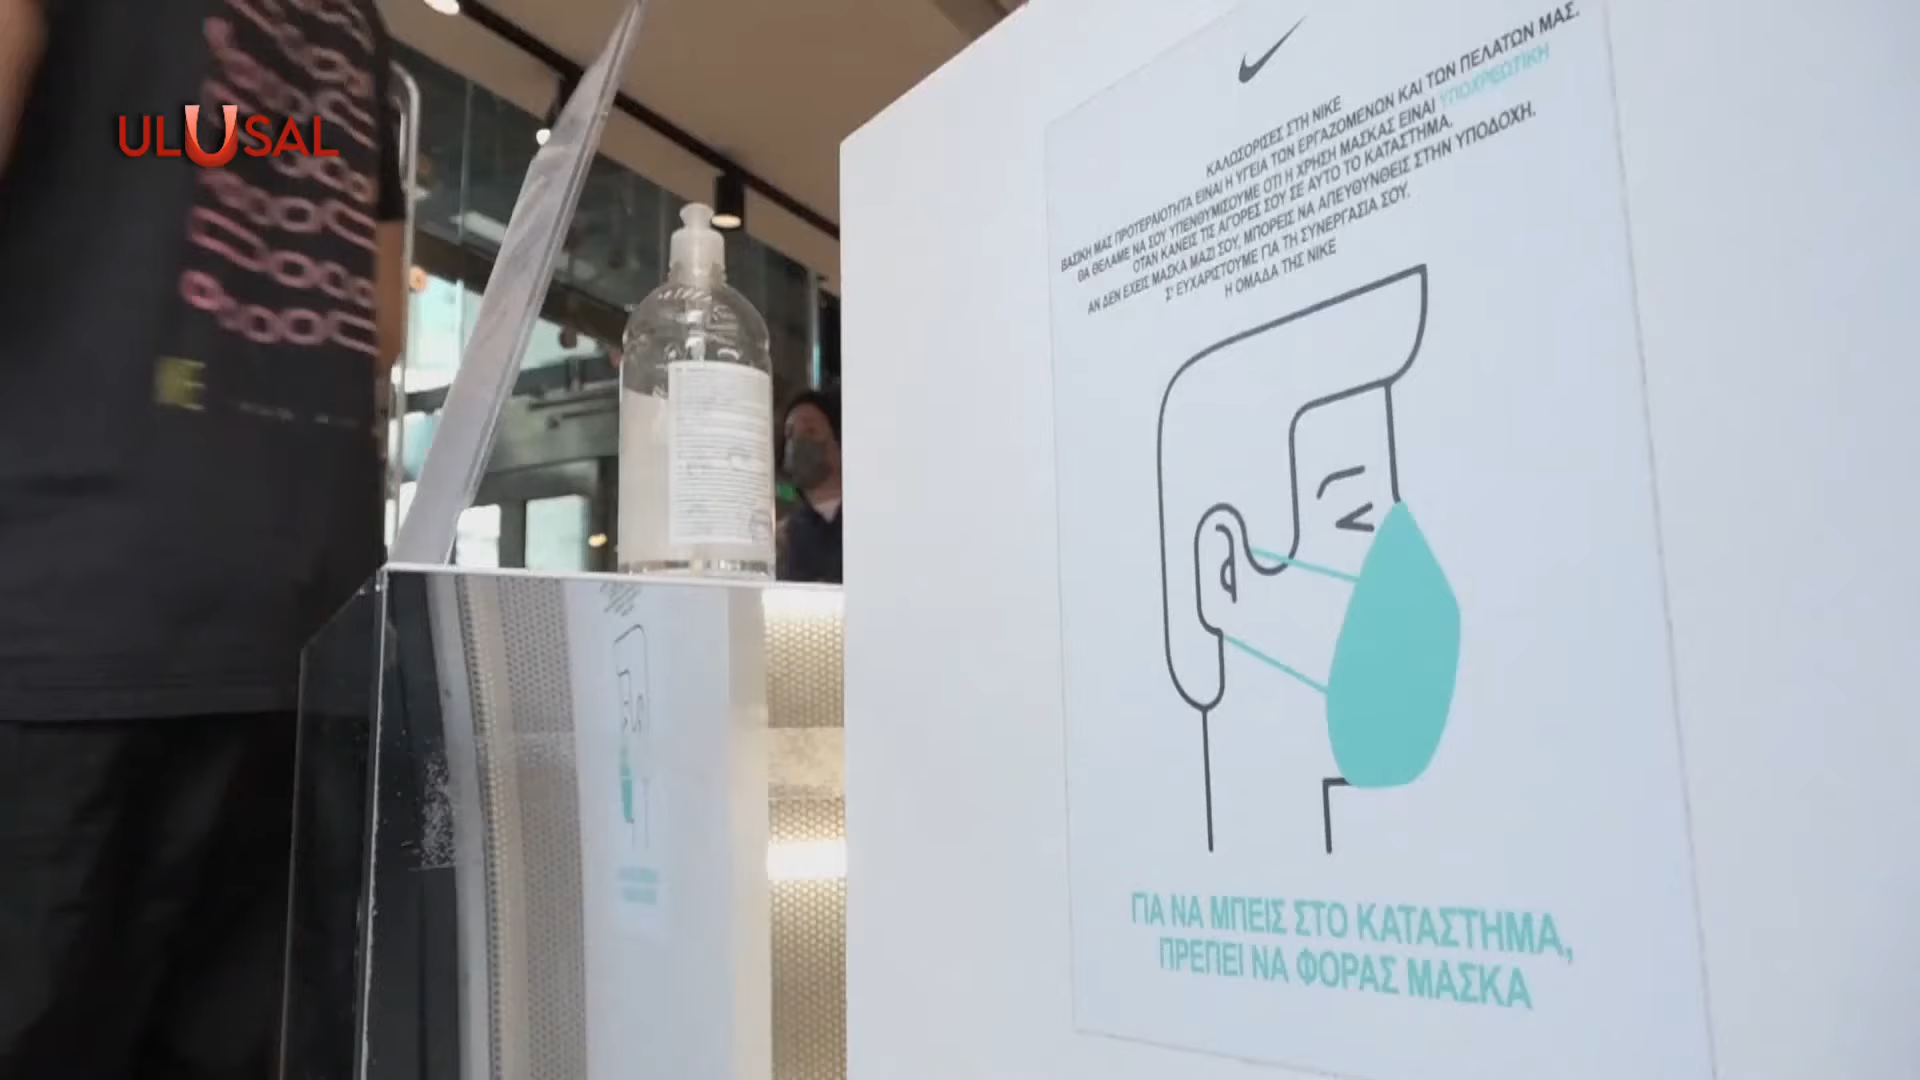 ULUSAL
ΚΑΛΩΣΟΡΙΣΕΣ ΣΤΗ NIKE
ΒΑΣΙΚΗ ΜΑΣ ΠΡΟΤΕΡΑΙΟΤΗΤΑ ΕΙΝΑΙ Η ΥΓΕΙΑ ΤΩΝ ΕΡΓΑΖΟΜΕΝΩΝ ΚΑΙ ΤΩΝ ΠΕΛΑΤΩΝ ΜΑΣ.
ΘΑ ΘΕΛΑΜΕ ΝΑ ΣΟΥ ΥΠΕΝΘΥΜΙΣΟΥΜΕ ΟΤΙ Η ΧΡΗΣΗ ΜΑΣΚΑΣ ΕΙΝΑΙ ΥΠΟΧΡΕΩΤΙΚΗ
ΟΤΑΝ ΚΑΝΕΙΣ ΤΙΣ ΑΓΟΡΕΣ ΣΟΥ ΣΕ ΑΥΤΟ ΤΟ ΚΑΤΑΣΤΗΜΑ.
ΑΝ ΔΕΝ ΕΧΕΙΣ ΜΑΣΚΑ ΜΑΖΙ ΣΟΥ, ΜΠΟΡΕΙΣ ΝΑ ΑΠΕΥΘΥΝΘΕΙΣ ΣΤΗΝ ΥΠΟΔΟΧΗ.
Σ' ΕΥΧΑΡΙΣΤΟΥΜΕ ΓΙΑ ΤΗ ΣΥΝΕΡΓΑΣΙΑ ΣΟΥ.
Η ΟΜΑΔΑ ΤΗΣ NIKE
ΓΙΑ ΝΑ ΜΠΕΙΣ ΣΤΟ ΚΑΤΑΣΤΗΜΑ,
ΠΡΕΠΕΙ ΝΑ ΦΟΡΑΣ ΜΑΣΚΑ